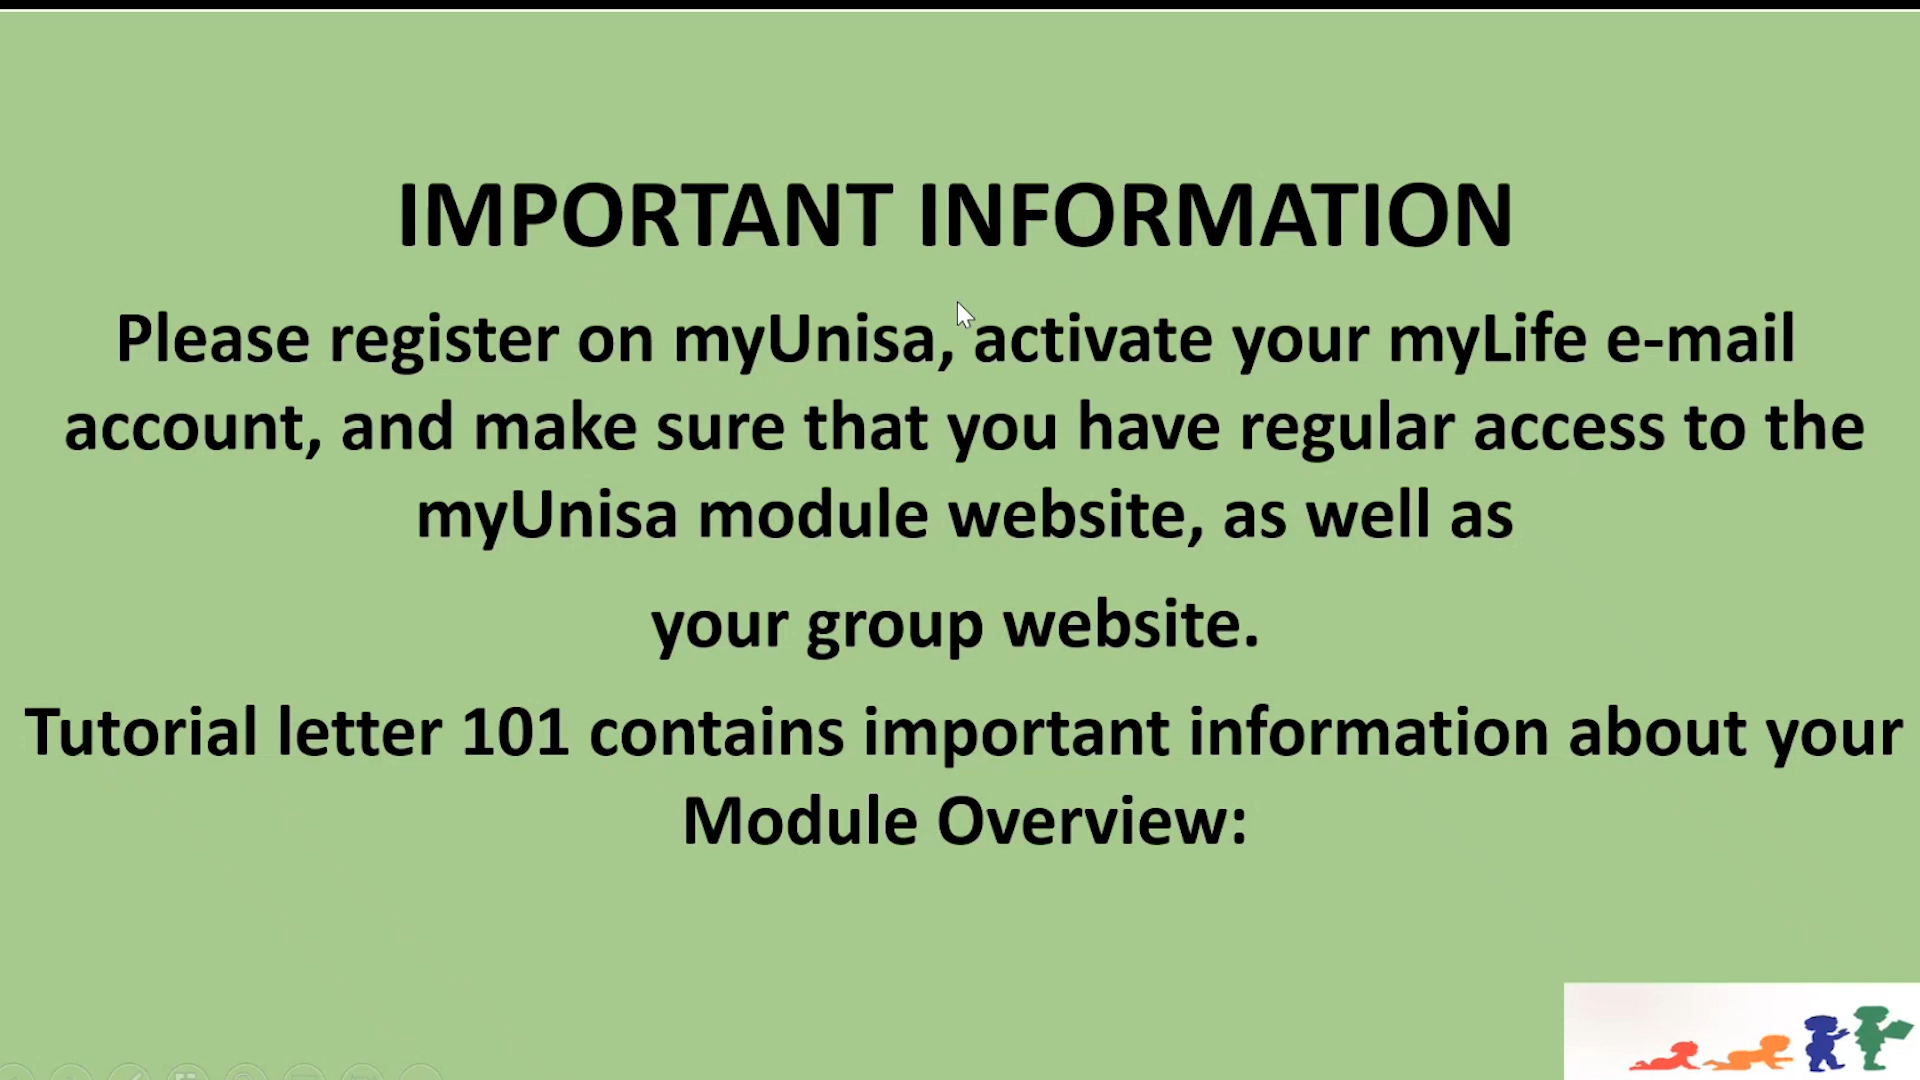 IMPORTANT INFORMATION
Please register on myUnisa, activate your myLife e-mail
account, and make sure that you have regular access to the
myUnisa module website, as well as
your group website.
Tutorial letter 101 contains important information about your
Module Overview: